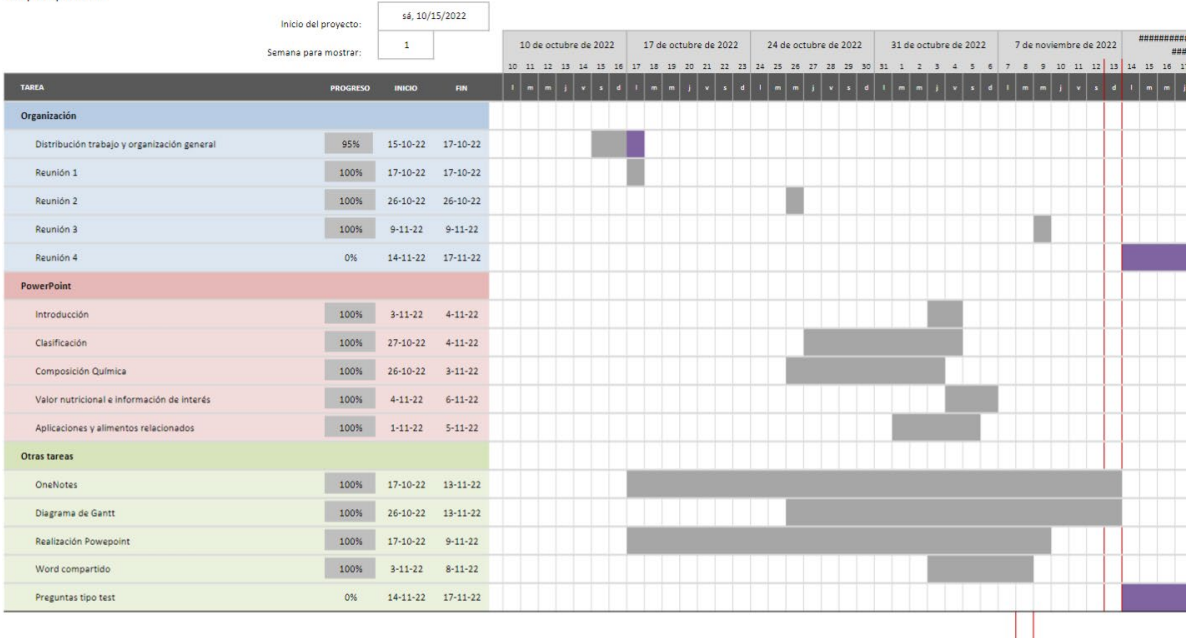 Inicio del proyecto: sá, 10/15/2022
Semana para mostrar: 1
10 de octubre de 2022 17 de octubre de 2022 24 de octubre de 2022 31 de octubre de 2022 7 de noviembre de 2022 ##########
###
10 11 12 13 14 15 16 17 18 19 20 21 22 23 24 25 26 27 28 29 30 31 1 2 3 4 5 6 7 8 9 10 11 12 13 14 15 16
TAREA PROGRESO INICIO FIN l m m j v s d l m m j v s d l m m j v s d l m m j v s d l m m j v s d l m m j
Organización
Distribución trabajo y organización general 95% 15-10-22 17-10-22
Reunión 1 100% 17-10-22 17-10-22
Reunión 2 100% 26-10-22 26-10-22
Reunión 3 100% 9-11-22 9-11-22
Reunión 4 0% 14-11-22 17-11-22
PowerPoint
Introducción 100% 3-11-22 4-11-22
Clasificación 100% 27-10-22 4-11-22
Composición Química 100% 26-10-22 3-11-22
Valor nutricional e información de interés 100% 4-11-22 6-11-22
Aplicaciones y alimentos relacionados 100% 1-11-22 5-11-22
Otras tareas
OneNotes 100% 17-10-22 13-11-22
Diagrama de Gantt 100% 26-10-22 13-11-22
Realización Powepoint 100% 17-10-22 9-11-22
Word compartido 100% 3-11-22 8-11-22
Preguntas tipo test 0% 14-11-22 17-11-22